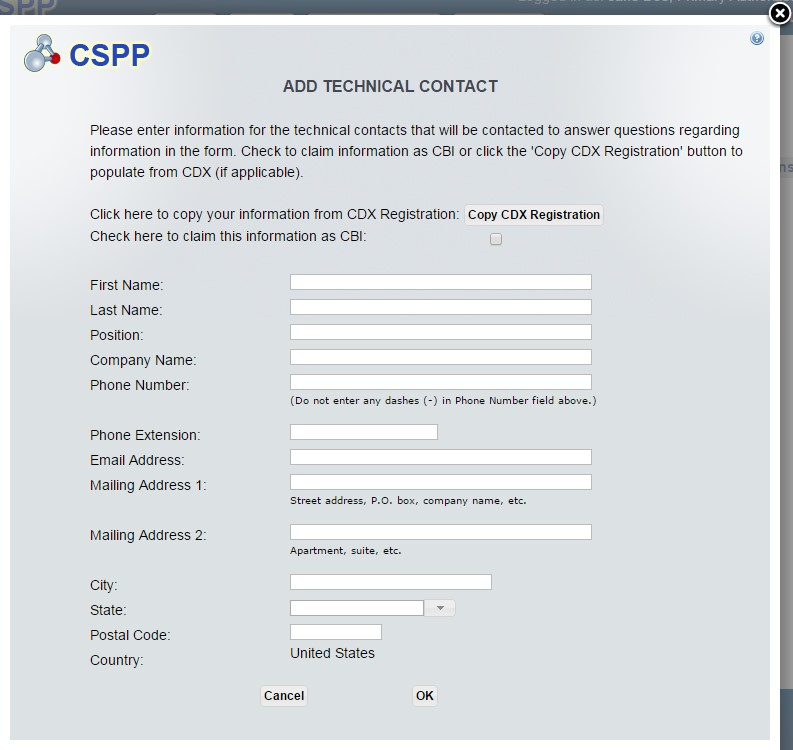 CSPP
ADD TECHNICAL CONTACT
Please enter information for the technical contacts that will be contacted to answer questions regarding
information in the form. Check to claim information as CBI or click the 'Copy CDX Registration' button to
populate from CDX (if applicable).
Click here to copy your information from CDX Registration: Copy CDX Registration
Check here to claim this information as CBI:
First Name:
Last Name:
Position:
Company Name:
Phone Number:
(Do not enter any dashes (-) in Phone Number field above.)
Phone Extension:
Email Address:
Mailing Address 1:
Street address, P.O. box, company name, etc.
Mailing Address 2:
Apartment, suite, etc.
City:
State:
Postal Code:
Country: United States
Cancel OK